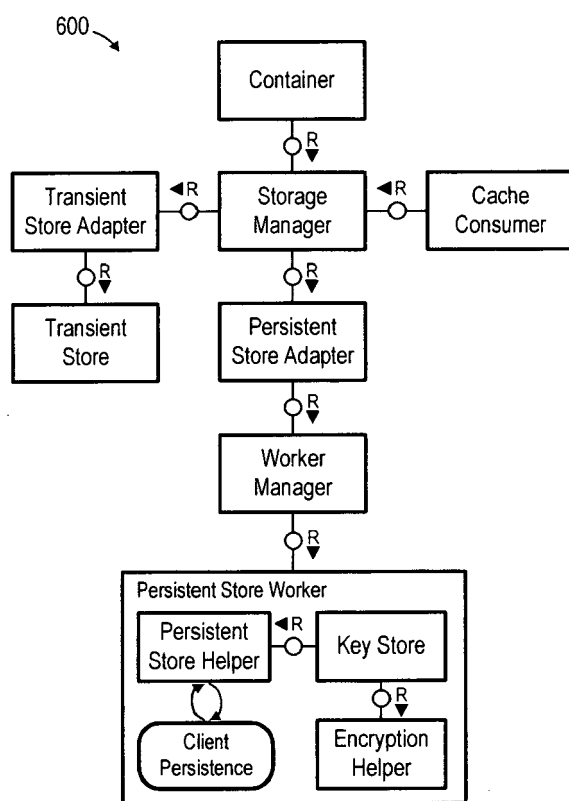 600
Container
R
Transient
Store Adapter
R
Storage
Manager
R
Cache
Consumer
R
R
Transient
Store
Persistent
Store Adapter
R
Worker
Manager
R
Persistent Store Worker
Persistent
Store Helper
R
Key Store
R
Client
Persistence
Encryption
Helper